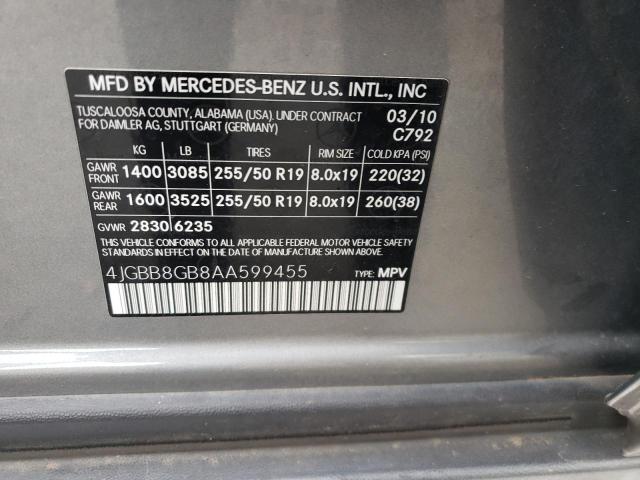 MFD BY MERCEDES-BENZ U.S. INTL., INC
TUSCALOOSA COUNTY, ALABAMA (USA). UNDER CONTRACT
FOR DAIMLER AG, STUTTGART (GERMANY)
03/10
C792
KG LB TIRES RIM SIZE COLD KPA (PSI)
GAWR FRONT 1400 3085 255/50 R19 8.0x19 220(32)
GAWR REAR 1600 3525 255/50 R19 8.0x19 260(38)
GVWR 2830 6235
THIS VEHICLE CONFORMS TO ALL APPLICABLE FEDERAL MOTOR VEHICLE SAFETY
STANDARDS IN EFFECT ON THE DATE OF MANUFACTURE SHOWN ABOVE.
4JGBB8GB8AA599455 TYPE: MPV